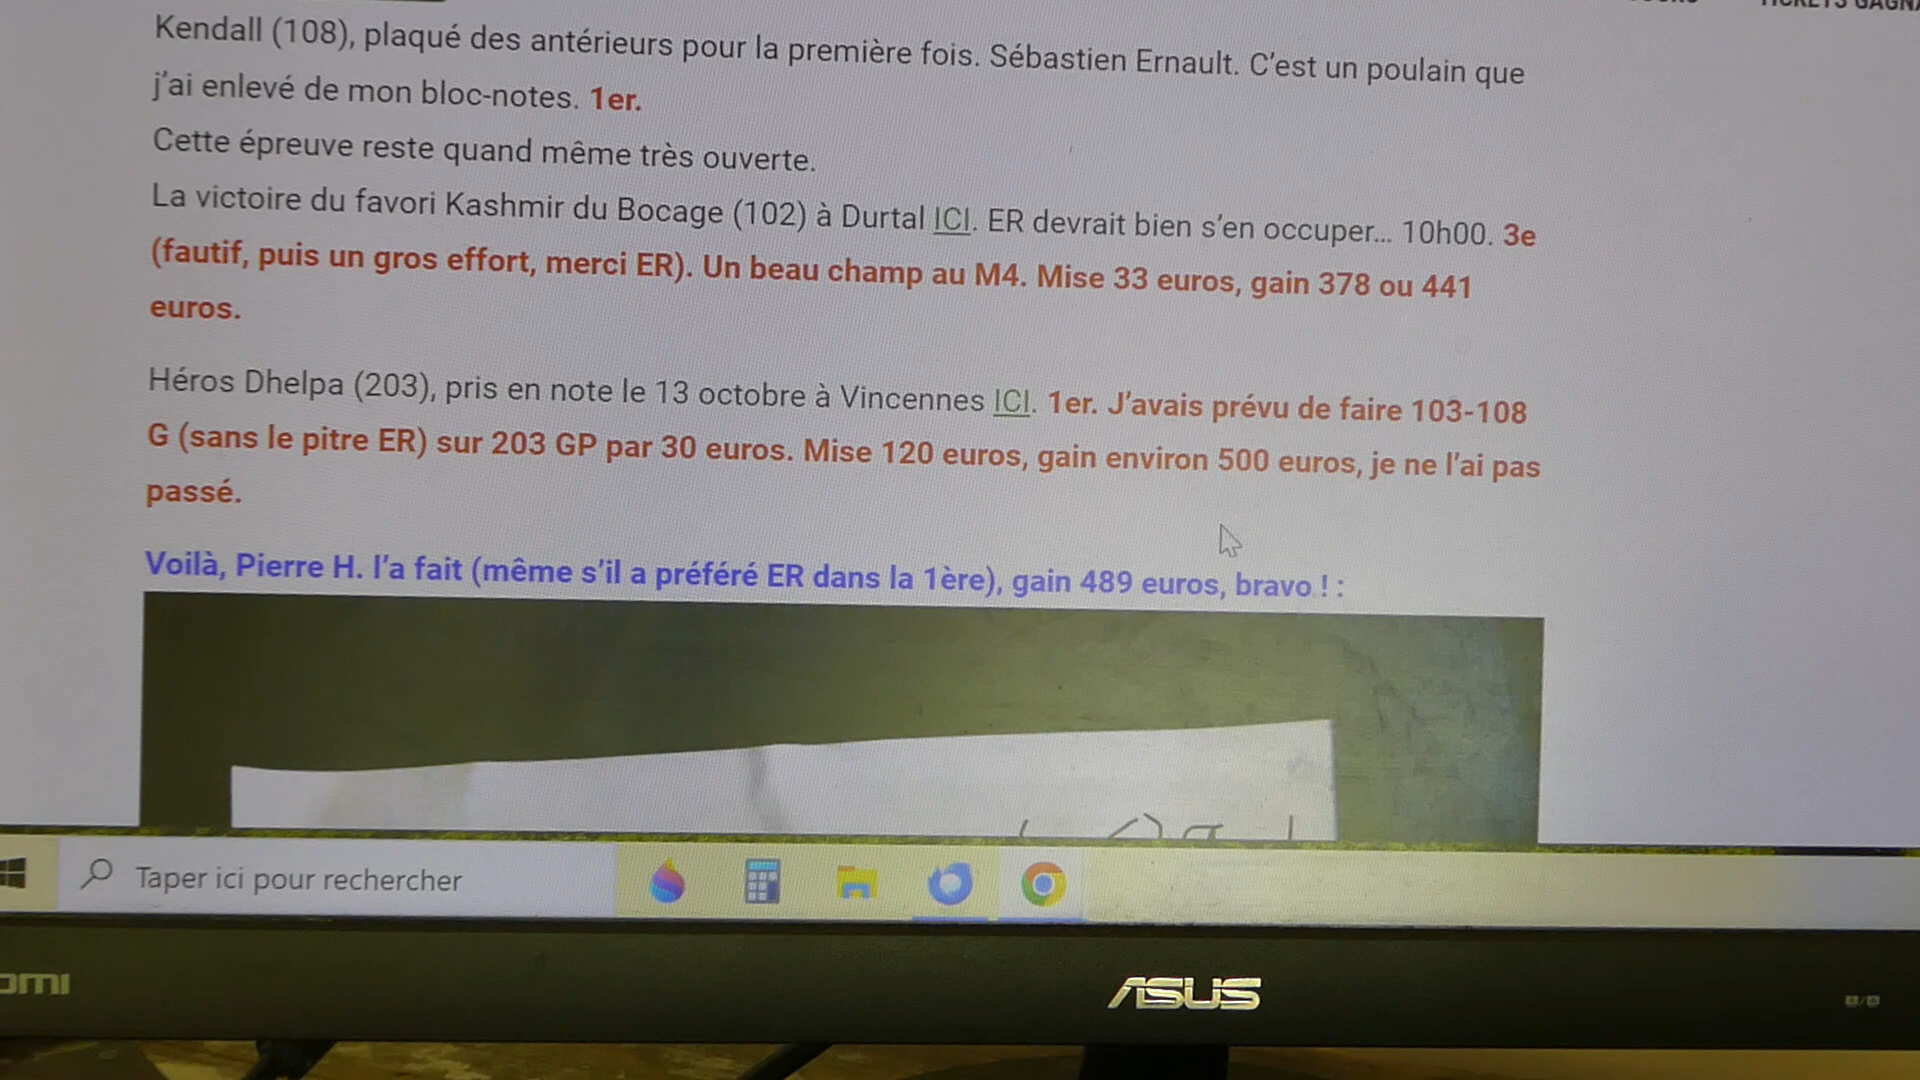 TICKETS GAGNA
Kendall (108), plaqué des antérieurs pour la première fois. Sébastien Ernault. C'est un poulain que
j'ai enlevé de mon bloc-notes. 1er.
Cette épreuve reste quand même très ouverte.
La victoire du favori Kashmir du Bocage (102) à Durtal ICI. ER devrait bien s'en occuper... 10h00. 3e
(fautif, puis un gros effort, merci ER). Un beau champ au M4. Mise 33 euros, gain 378 ou 441
euros.
Héros Dhelpa (203), pris en note le 13 octobre à Vincennes ICI. 1er. J'avais prévu de faire 103-108
G (sans le pitre ER) sur 203 GP par 30 euros. Mise 120 euros, gain environ 500 euros, je ne l'ai pas
passé.
Voilà, Pierre H. l'a fait (même s'il a préféré ER dans la 1ère), gain 489 euros, bravo ! :
Taper ici pour rechercher
omi
ASUS